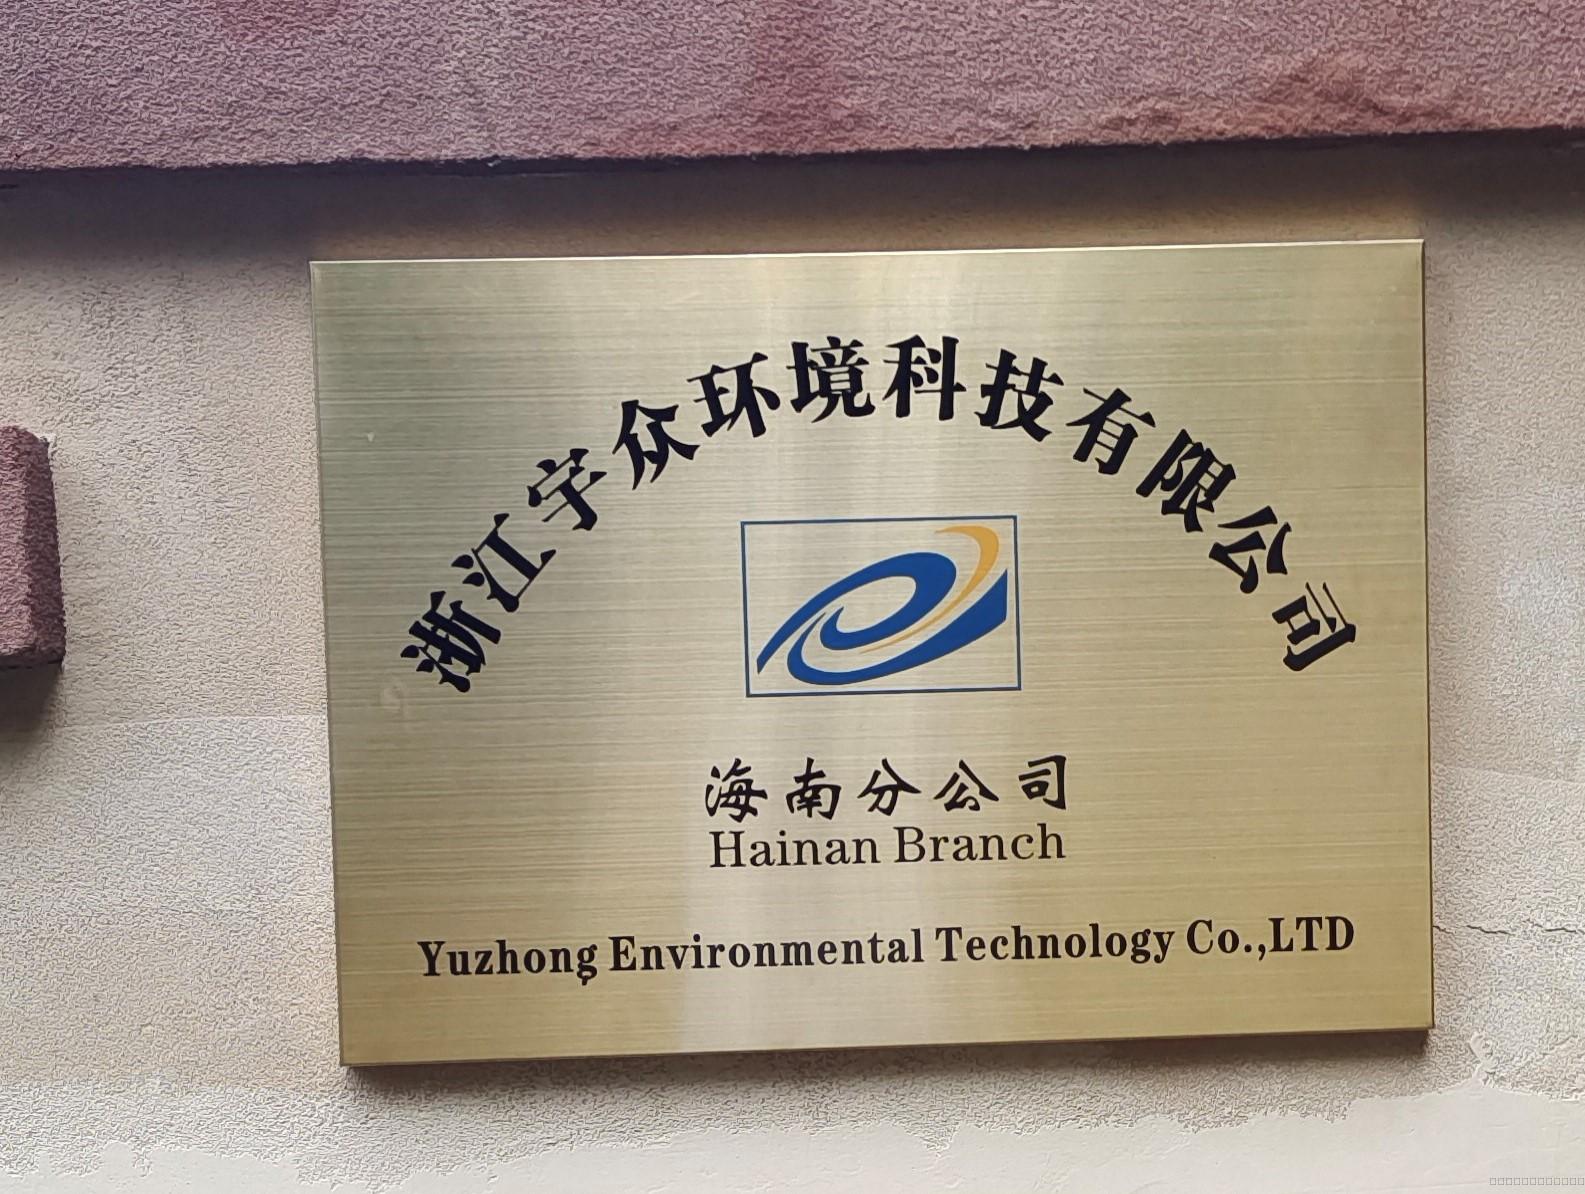 浙江宇众环境科技有限公司
海南分公司
Hainan Branch
Yuzhong Environmental Technology Co.,LTD